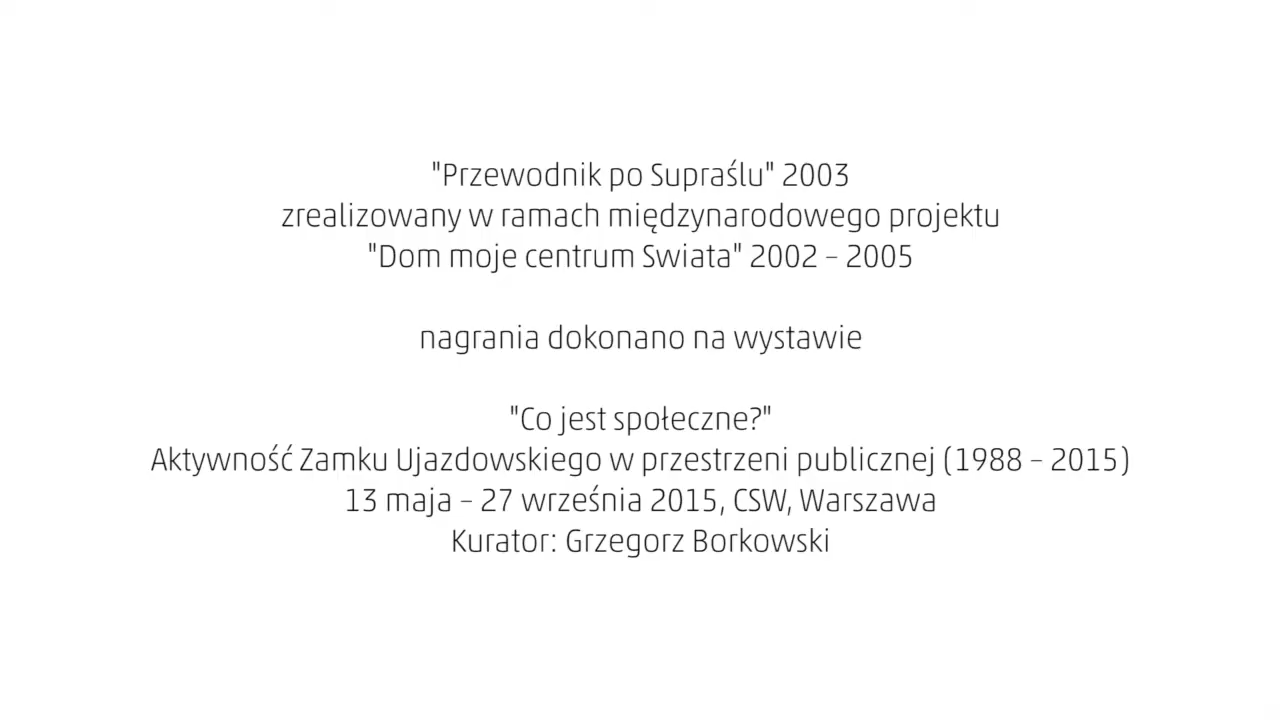 "Przewodnik po Supraślu" 2003
zrealizowany w ramach międzynarodowego projektu
"Dom moje centrum Swiata" 2002 – 2005
nagrania dokonano na wystawie
"Co jest społeczne?"
Aktywność Zamku Ujazdowskiego w przestrzeni publicznej (1988 – 2015)
13 maja – 27 września 2015, CSW, Warszawa
Kurator: Grzegorz Borkowski